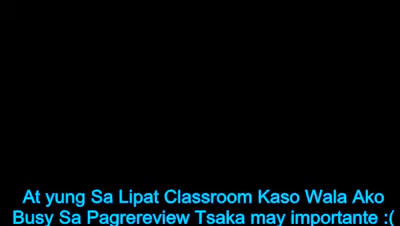 At yung Sa Lipat Classroom Kaso Wala Ako
Busy Sa Pagrereview Tsaka may importante :(